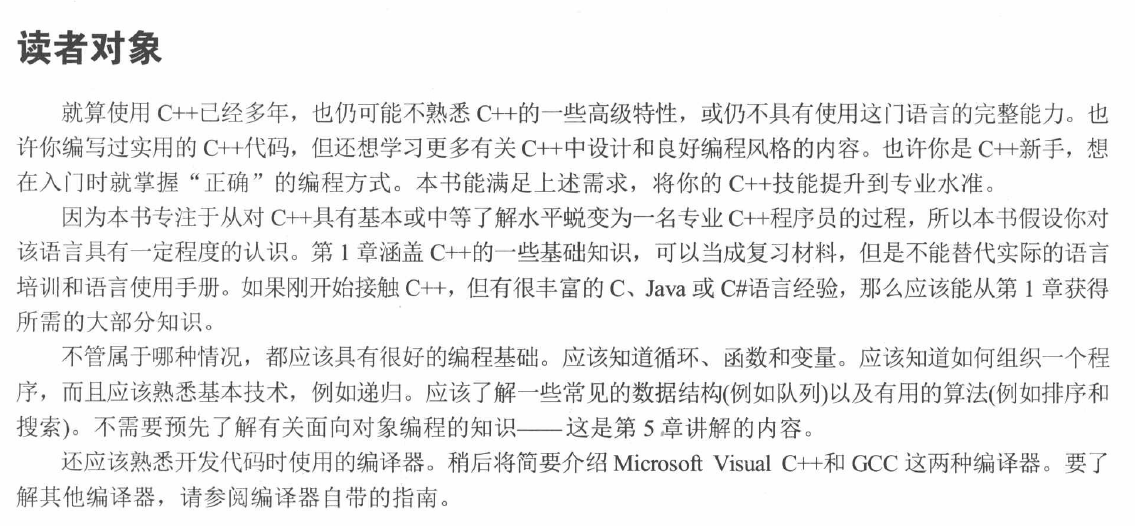 读者对象
就算使用 C++已经多年，也仍可能不熟悉 C++的一些高级特性，或仍不具有使用这门语言的完整能力。也
许你编写过实用的 C++代码，但还想学习更多有关 C++中设计和良好编程风格的内容。也许你是 C++新手，想
在入门时就掌握“正确”的编程方式。本书能满足上述需求，将你的 C++技能提升到专业水准。
因为本书专注于从对 C++具有基本或中等了解水平蜕变为一名专业 C++程序员的过程，所以本书假设你对
该语言具有一定程度的认识。第 1 章涵盖 C++的一些基础知识，可以当成复习材料，但是不能替代实际的语言
培训和语言使用手册。如果刚开始接触 C++，但有很丰富的 C、Java 或 C#语言经验，那么应该能从第 1 章获得
所需的大部分知识。
不管属于哪种情况，都应该具有很好的编程基础。应该知道循环、函数和变量。应该知道如何组织一个程
序，而且应该熟悉基本技术，例如递归。应该了解一些常见的数据结构(例如队列)以及有用的算法(例如排序和
搜索)。不需要预先了解有关面向对象编程的知识——这是第 5 章讲解的内容。
还应该熟悉开发代码时使用的编译器。稍后将简要介绍 Microsoft Visual C++和 GCC 这两种编译器。要了
解其他编译器，请参阅编译器自带的指南。